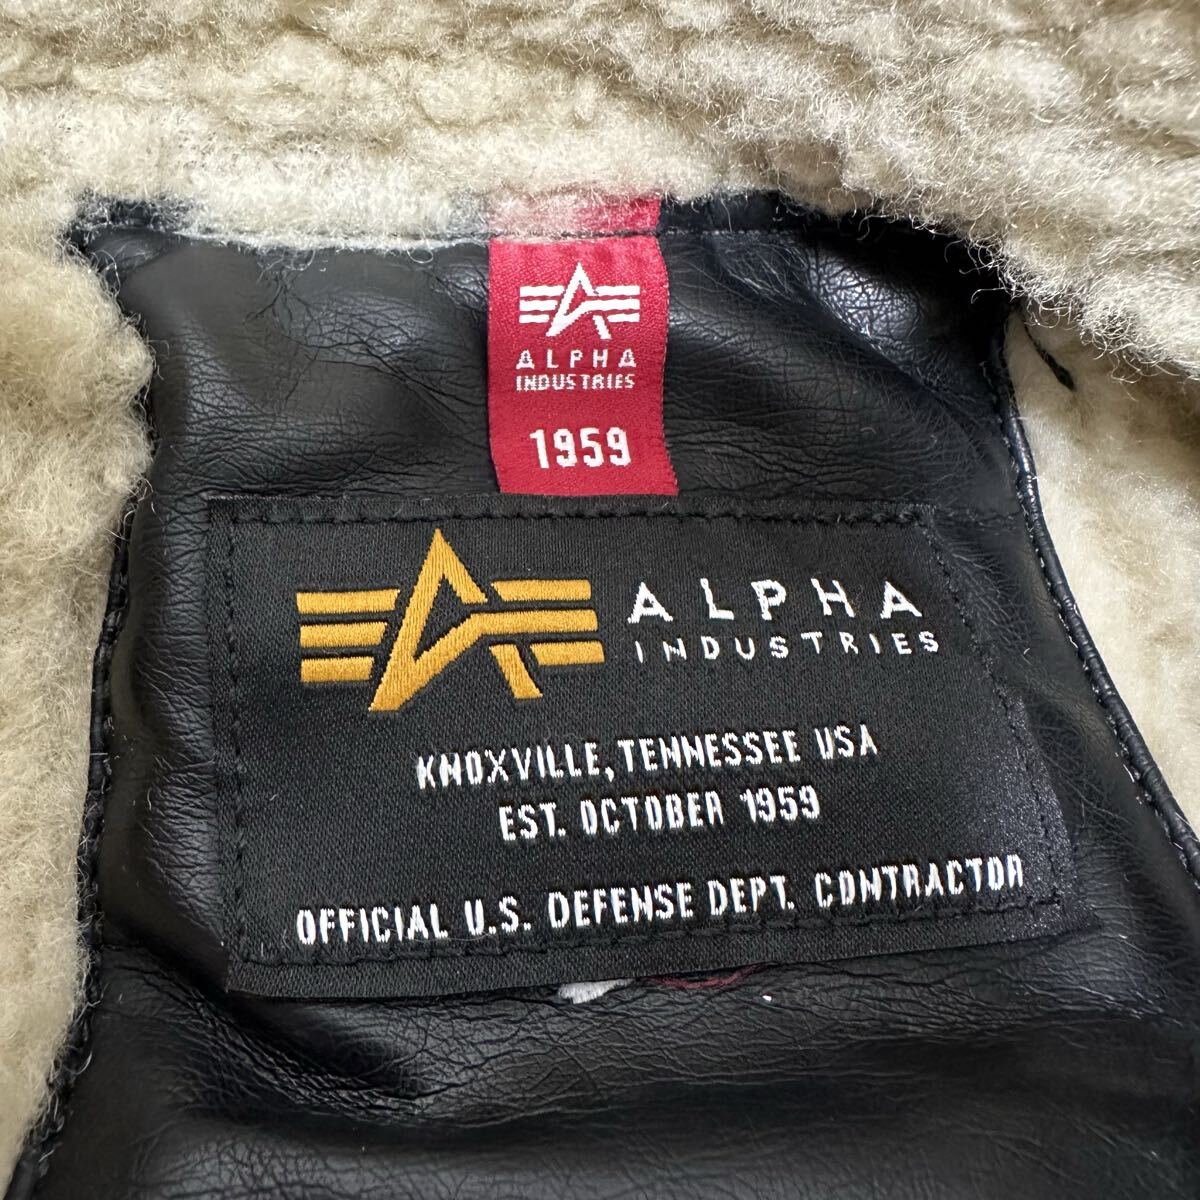 ALPHA
INDUSTRIES
1959
ALPHA
INDUSTRIES
KNOXVILLE, TENNESSEE USA
EST. OCTOBER 1959
OFFICIAL U.S. DEFENSE DEPT. CONTRACTOR